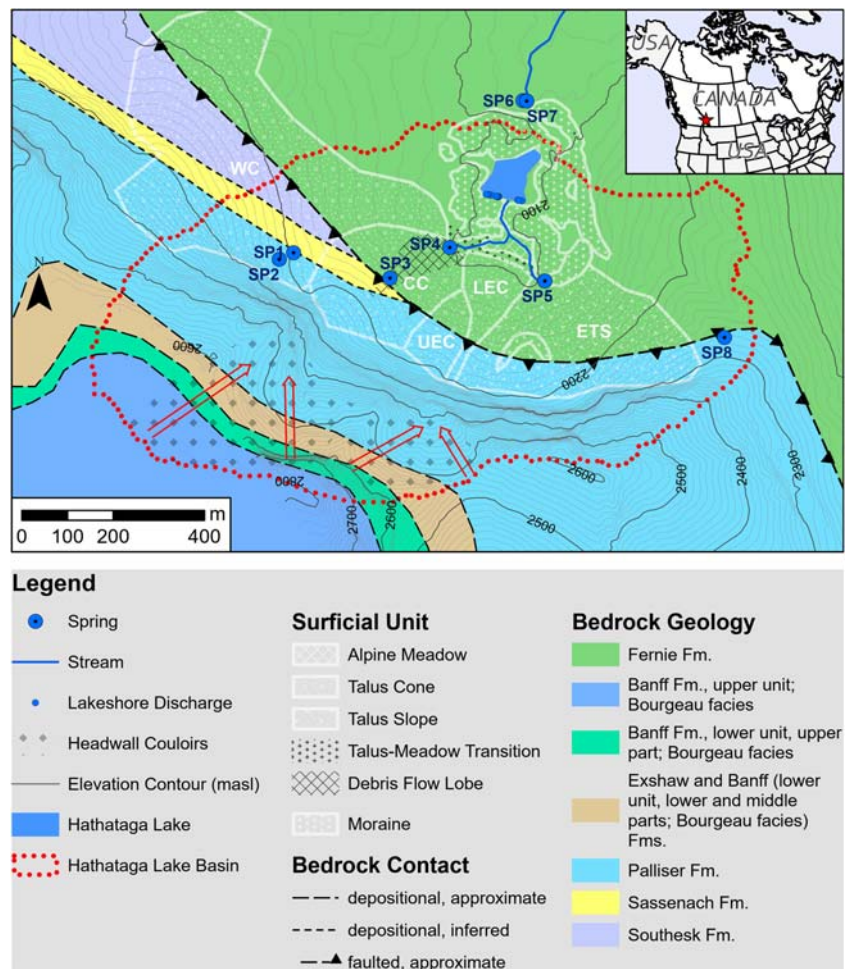 USA
CANADA
USA
SP6
SP7
WC
2100
SP1
SP2
SP3
SP4
CC
LEC
SP5
UEC
ETS
SP8
N
2200
2600
2600
2500
2400
2300
2800
2700
2600
2500
m
0 100 200 400
Legend
Spring
Stream
Lakeshore Discharge
Headwall Couloirs
Elevation Contour (masl)
Hathataga Lake
Hathataga Lake Basin
Surficial Unit
Alpine Meadow
Talus Cone
Talus Slope
Talus-Meadow Transition
Debris Flow Lobe
Moraine
Bedrock Contact
depositional, approximate
depositional, inferred
faulted, approximate
Bedrock Geology
Fernie Fm.
Banff Fm., upper unit;
Bourgeau facies
Banff Fm., lower unit, upper
part; Bourgeau facies
Exshaw and Banff (lower
unit, lower and middle
parts; Bourgeau facies)
Fms.
Palliser Fm.
Sassenach Fm.
Southesk Fm.